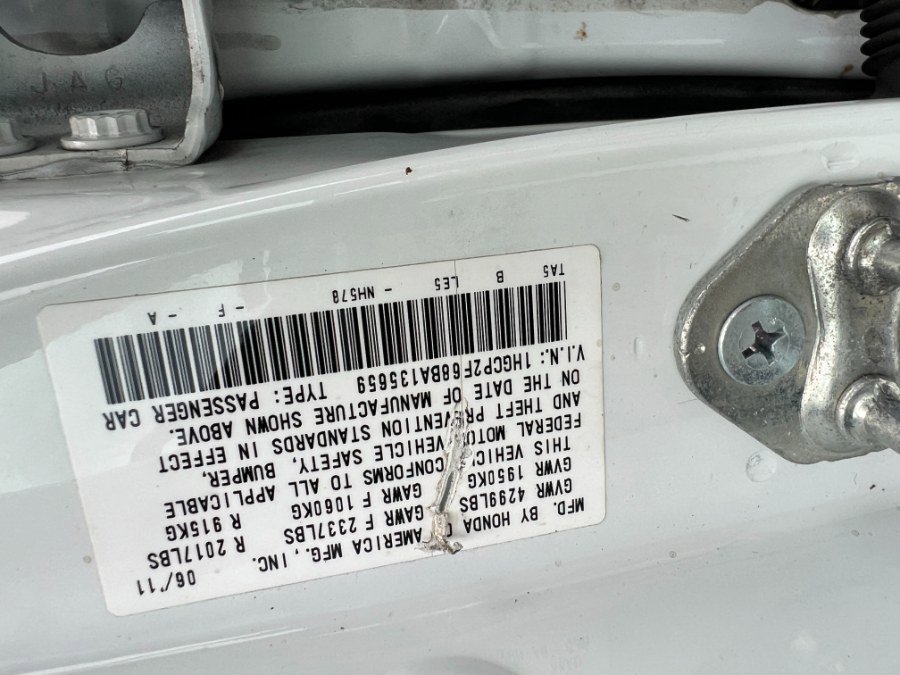 JAG
MFD. BY HONDA OF AMERICA MFG., INC. 06/'11
GVWR 4299LBS GAWR F 2337LBS R 2017LBS
GVWR 1950KG GAWR F 1060KG R 915KG
THIS VEHICLE CONFORMS TO ALL APPLICABLE
FEDERAL MOTOR VEHICLE SAFETY, BUMPER,
AND THEFT PREVENTION STANDARDS IN EFFECT
ON THE DATE OF MANUFACTURE SHOWN ABOVE.
V.I.N: 1HGCP2F68BA135659 TYPE: PASSENGER CAR
TA5 B LE5 - NH578 - F - A